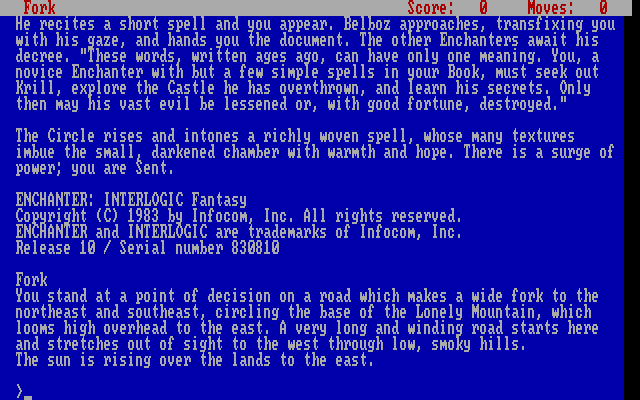 Fork Score: 0 Moves: 0
He recites a short spell and you appear. Belboz approaches, transfixing you
with his gaze, and hands you the document. The other Enchanters await his
decree. "These words, written ages ago, can have only one meaning. You, a
novice Enchanter with but a few simple spells in your Book, must seek out
Krill, explore the Castle he has overthrown, and learn his secrets. Only
then may his vast evil be lessened or, with good fortune, destroyed."
The Circle rises and intones a richly woven spell, whose many textures
imbue the small, darkened chamber with warmth and hope. There is a surge of
power; you are Sent.
ENCHANTER: INTERLOGIC Fantasy
Copyright (C) 1983 by Infocom, Inc. All rights reserved.
ENCHANTER and INTERLOGIC are trademarks of Infocom, Inc.
Release 10 / Serial number 830810
Fork
You stand at a point of decision on a road which makes a wide fork to the
northeast and southeast, circling the base of the Lonely Mountain, which
looms high overhead to the east. A very long and winding road starts here
and stretches out of sight to the west through low, smoky hills.
The sun is rising over the lands to the east.
>_